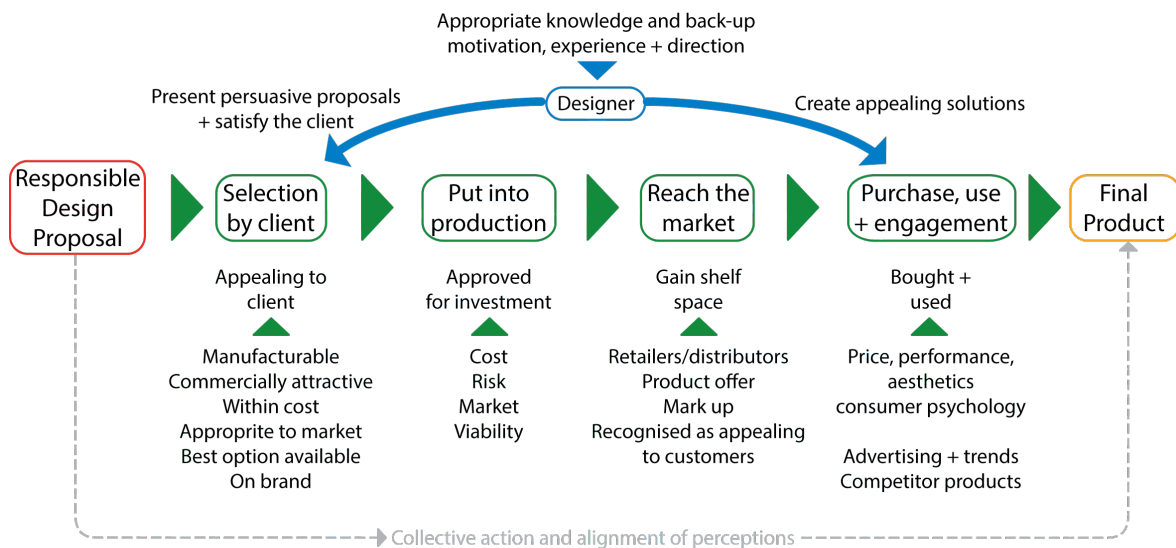 Appropriate knowledge and back-up
motivation, experience + direction
Designer
Present persuasive proposals
+ satisfy the client
Create appealing solutions
Responsible
Design
Proposal
Selection
by client
Put into
production
Reach the
market
Purchase, use
+ engagement
Final
Product
Appealing to
client
Approved
for investment
Gain shelf
space
Bought +
used
Manufacturable
Commercially attractive
Within cost
Approprite to market
Best option available
On brand
Cost
Risk
Market
Viability
Retailers/distributors
Product offer
Mark up
Recognised as appealing
to customers
Price, performance,
aesthetics
consumer psychology
Advertising + trends
Competitor products
Collective action and alignment of perceptions